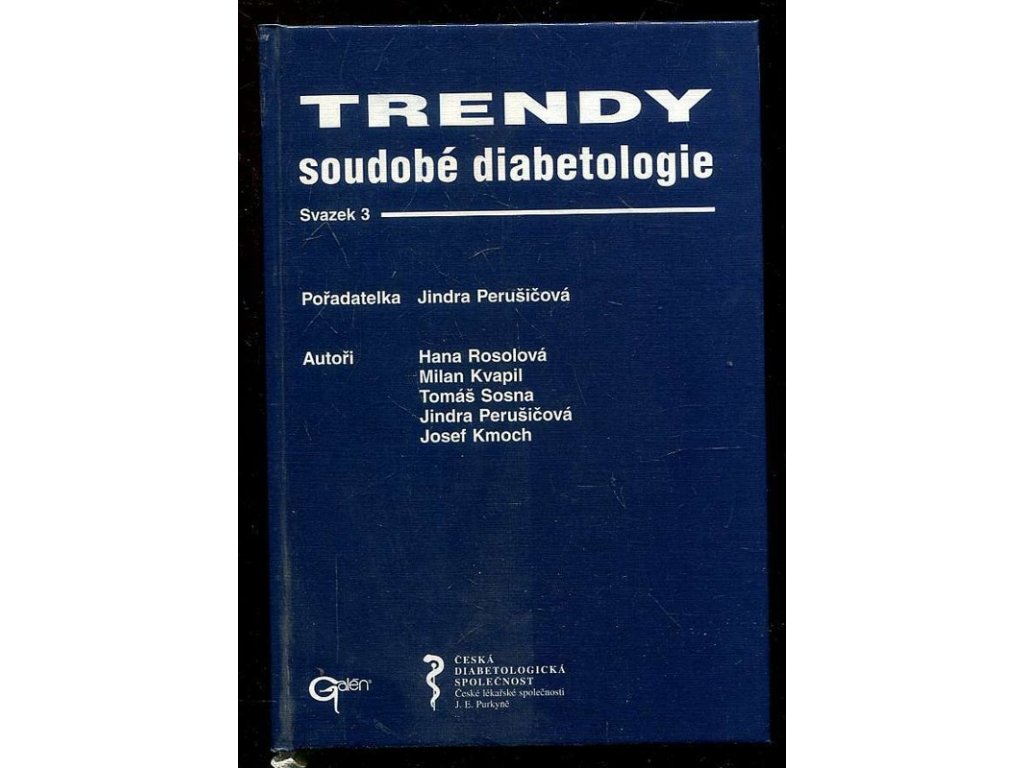 TRENDY
soudobé diabetologie
Svazek 3
Pořadatelka Jindra Perušičová
Autoři Hana Rosolová
Milan Kvapil
Tomáš Sosna
Jindra Perušičová
Josef Kmoch
Galén®
ČESKÁ
DIABETOLOGICKÁ
SPOLEČNOST
České lékařské společnosti
J. E. Purkyně